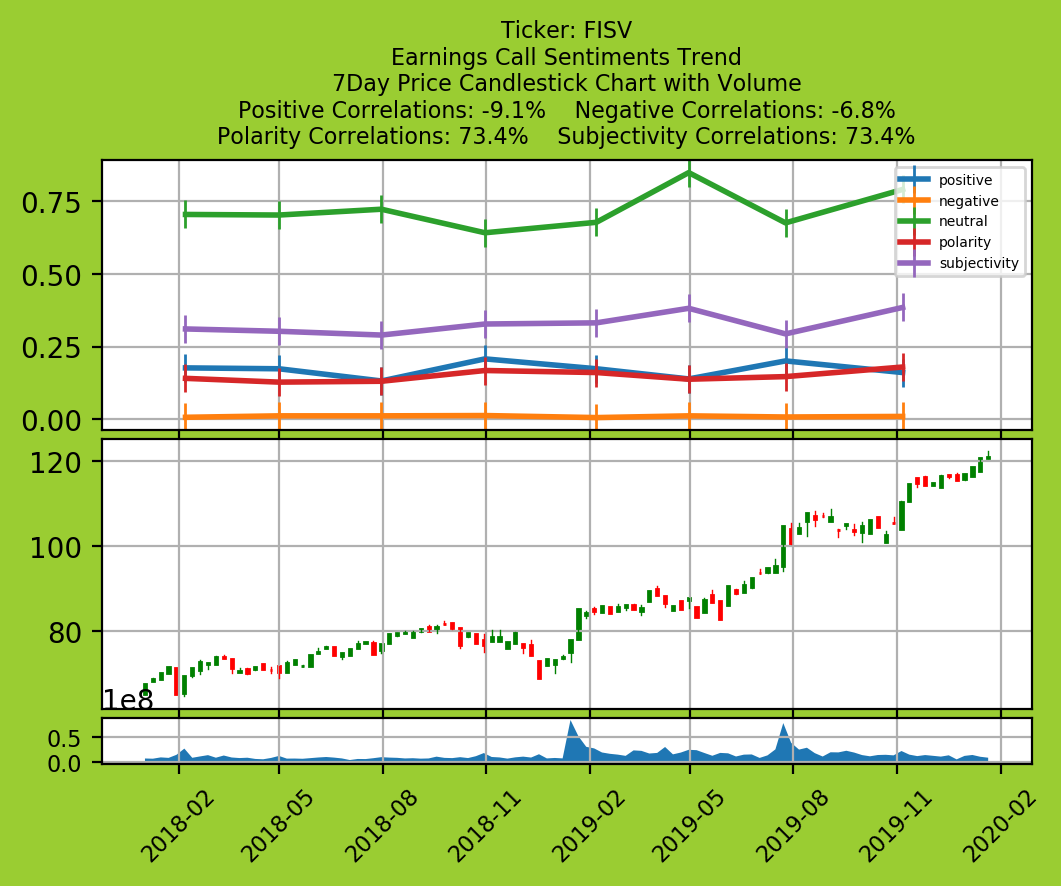 Ticker: FISV
Earnings Call Sentiments Trend
7Day Price Candlestick Chart with Volume
Positive Correlations: -9.1%    Negative Correlations: -6.8%
Polarity Correlations: 73.4%    Subjectivity Correlations: 73.4%
0.75
0.50
0.25
0.00
positive
negative
neutral
polarity
subjectivity
120
100
80
1e8
0.5
0.0
2018-02
2018-05
2018-08
2018-11
2019-02
2019-05
2019-08
2019-11
2020-02